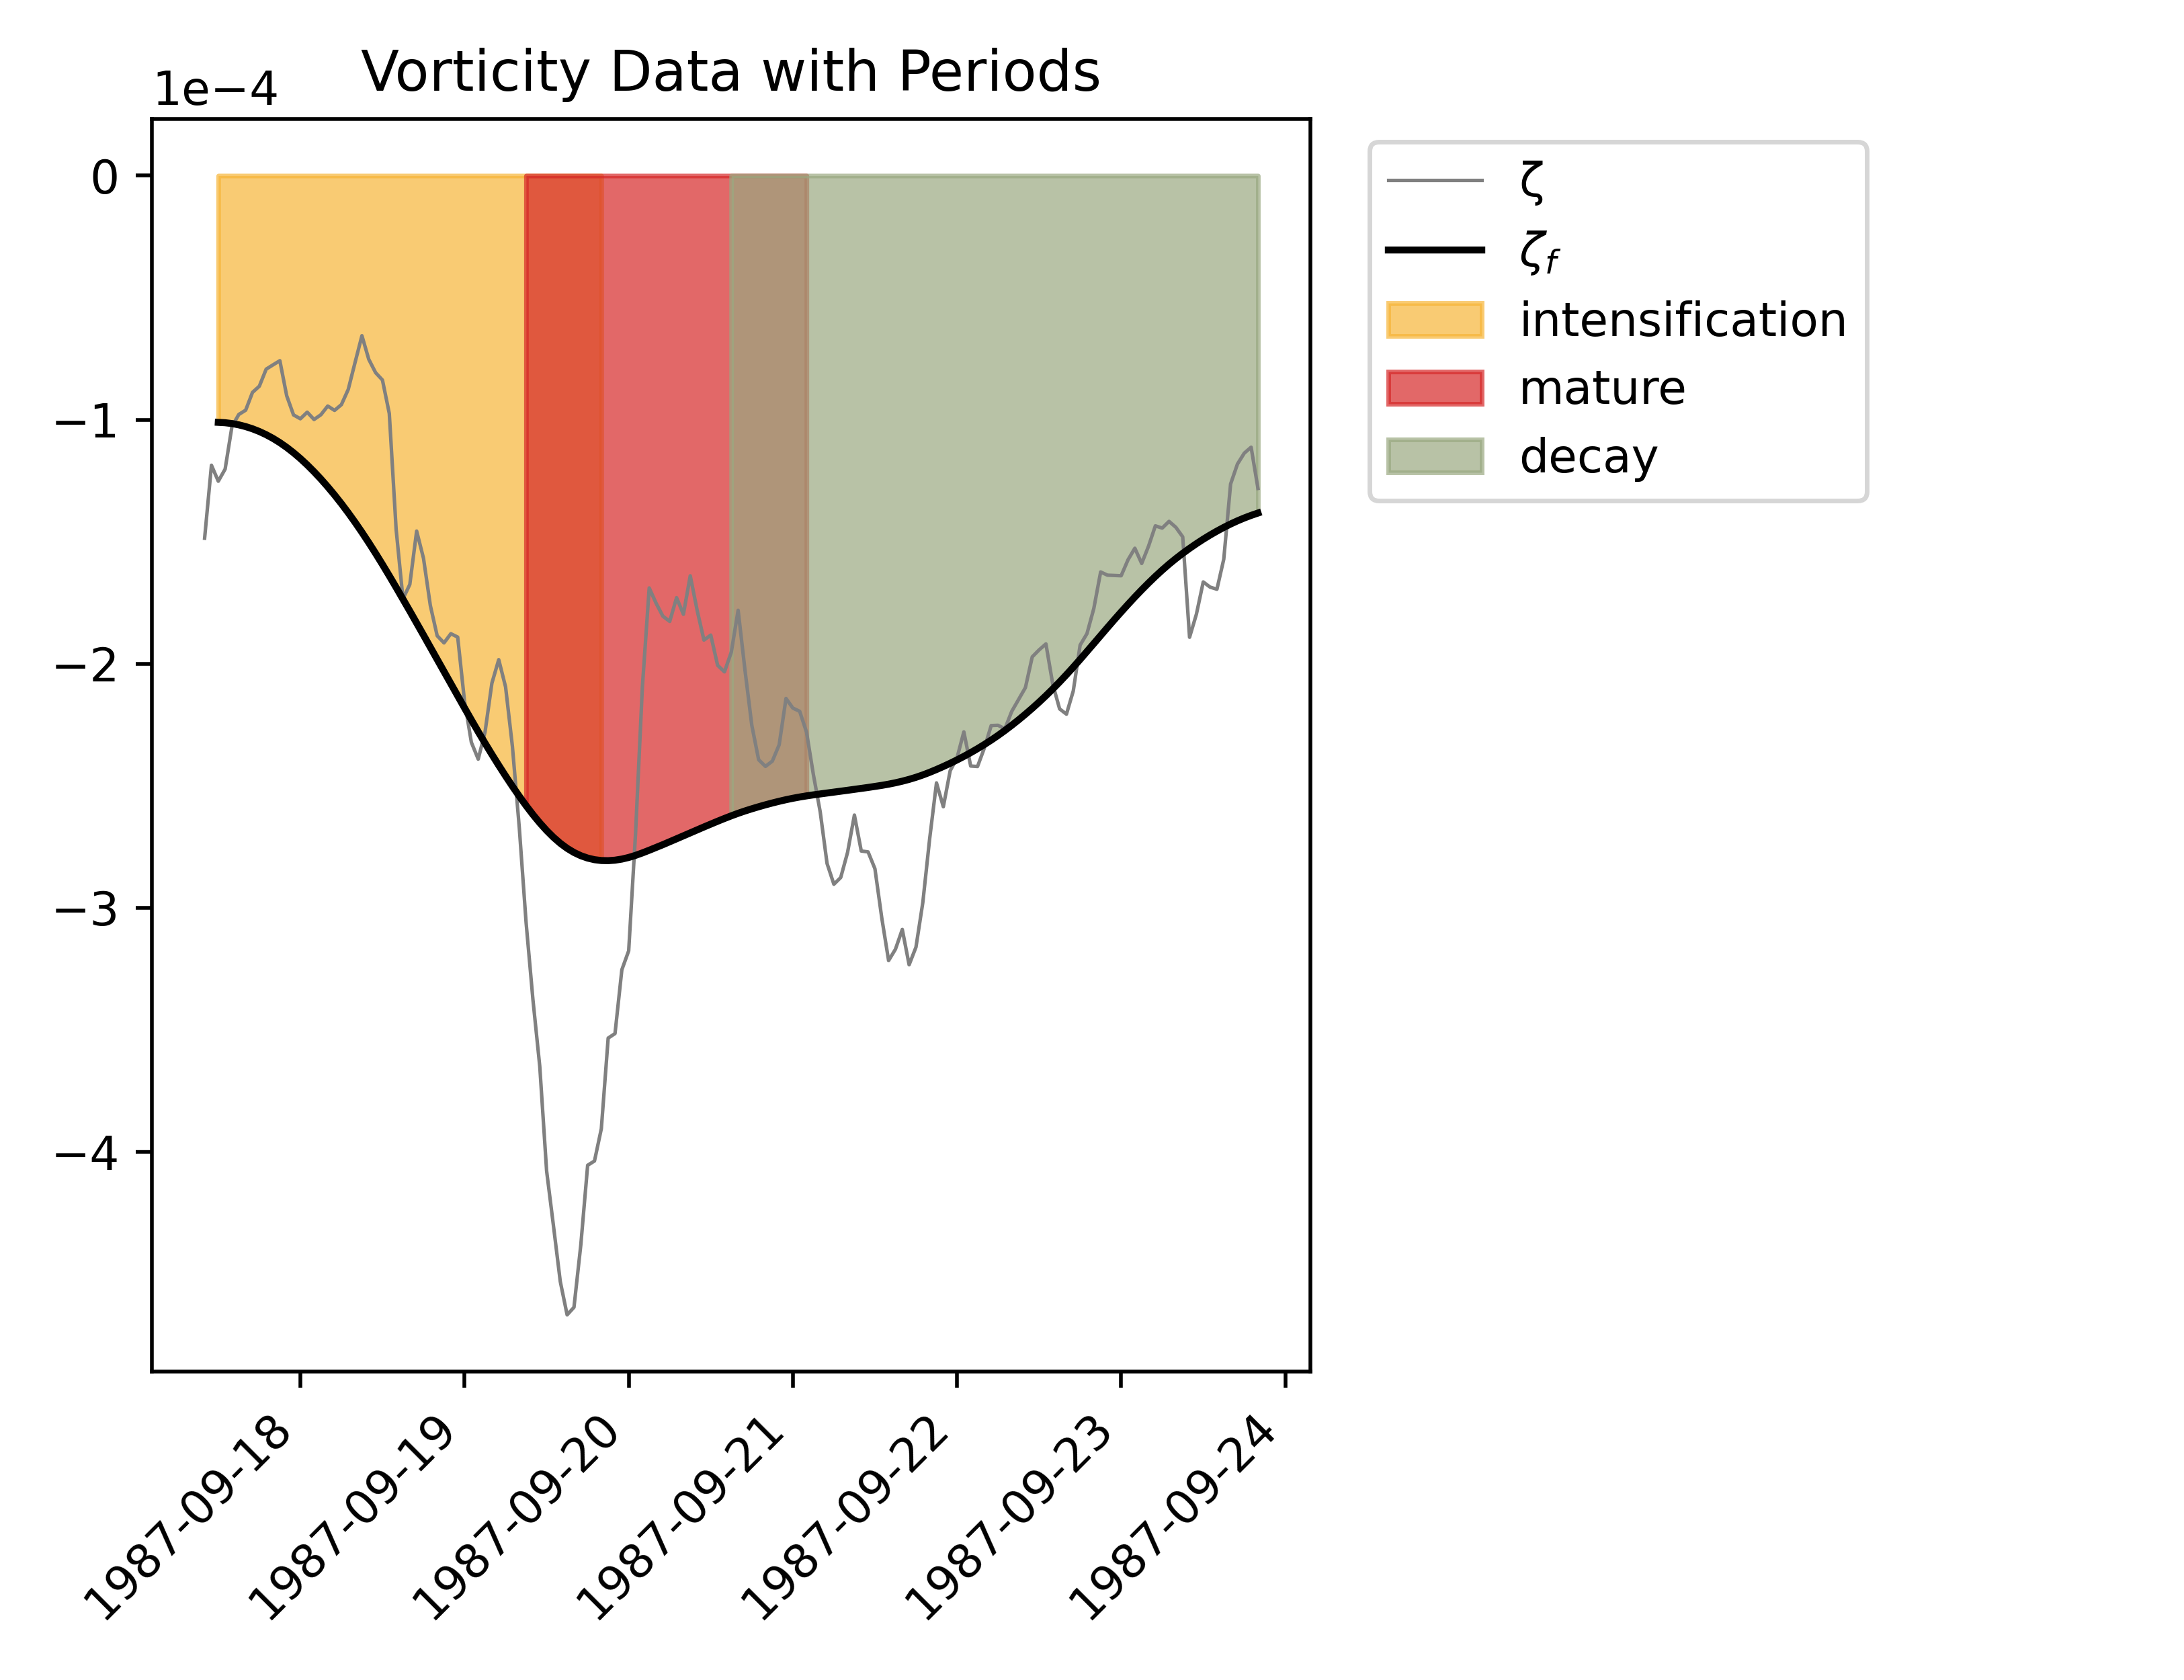 Vorticity Data with Periods
1e−4
0
−1
−2
−3
−4
1987-09-18
1987-09-19
1987-09-20
1987-09-21
1987-09-22
1987-09-23
1987-09-24
ζ
ζf
intensification
mature
decay